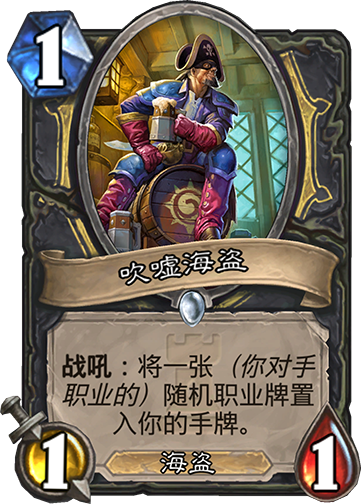 1
吹嘘海盗
战吼：将一张（你对手
职业的）随机职业牌置
入你的手牌。
1
海盗
1